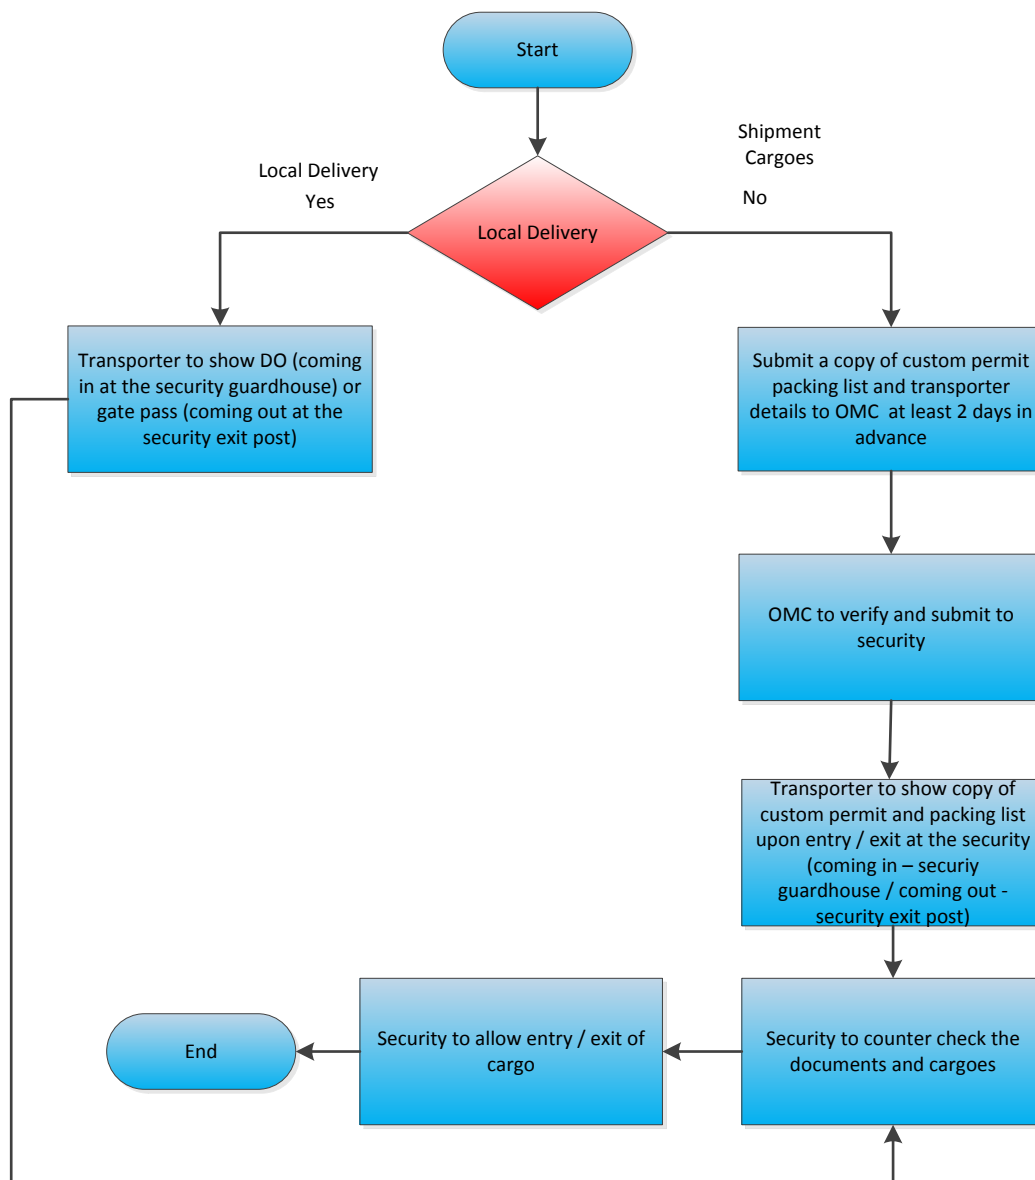 Start
Shipment
Cargoes
No
Local Delivery
Yes
Local Delivery
Transporter to show DO (coming
in at the security guardhouse) or
gate pass (coming out at the
security exit post)
Submit a copy of custom permit
packing list and transporter
details to OMC  at least 2 days in
advance
OMC to verify and submit to
security
Transporter to show copy of
custom permit and packing list
upon entry / exit at the security
(coming in – securiy
guardhouse / coming out -
security exit post)
End
Security to allow entry / exit of
cargo
Security to counter check the
documents and cargoes